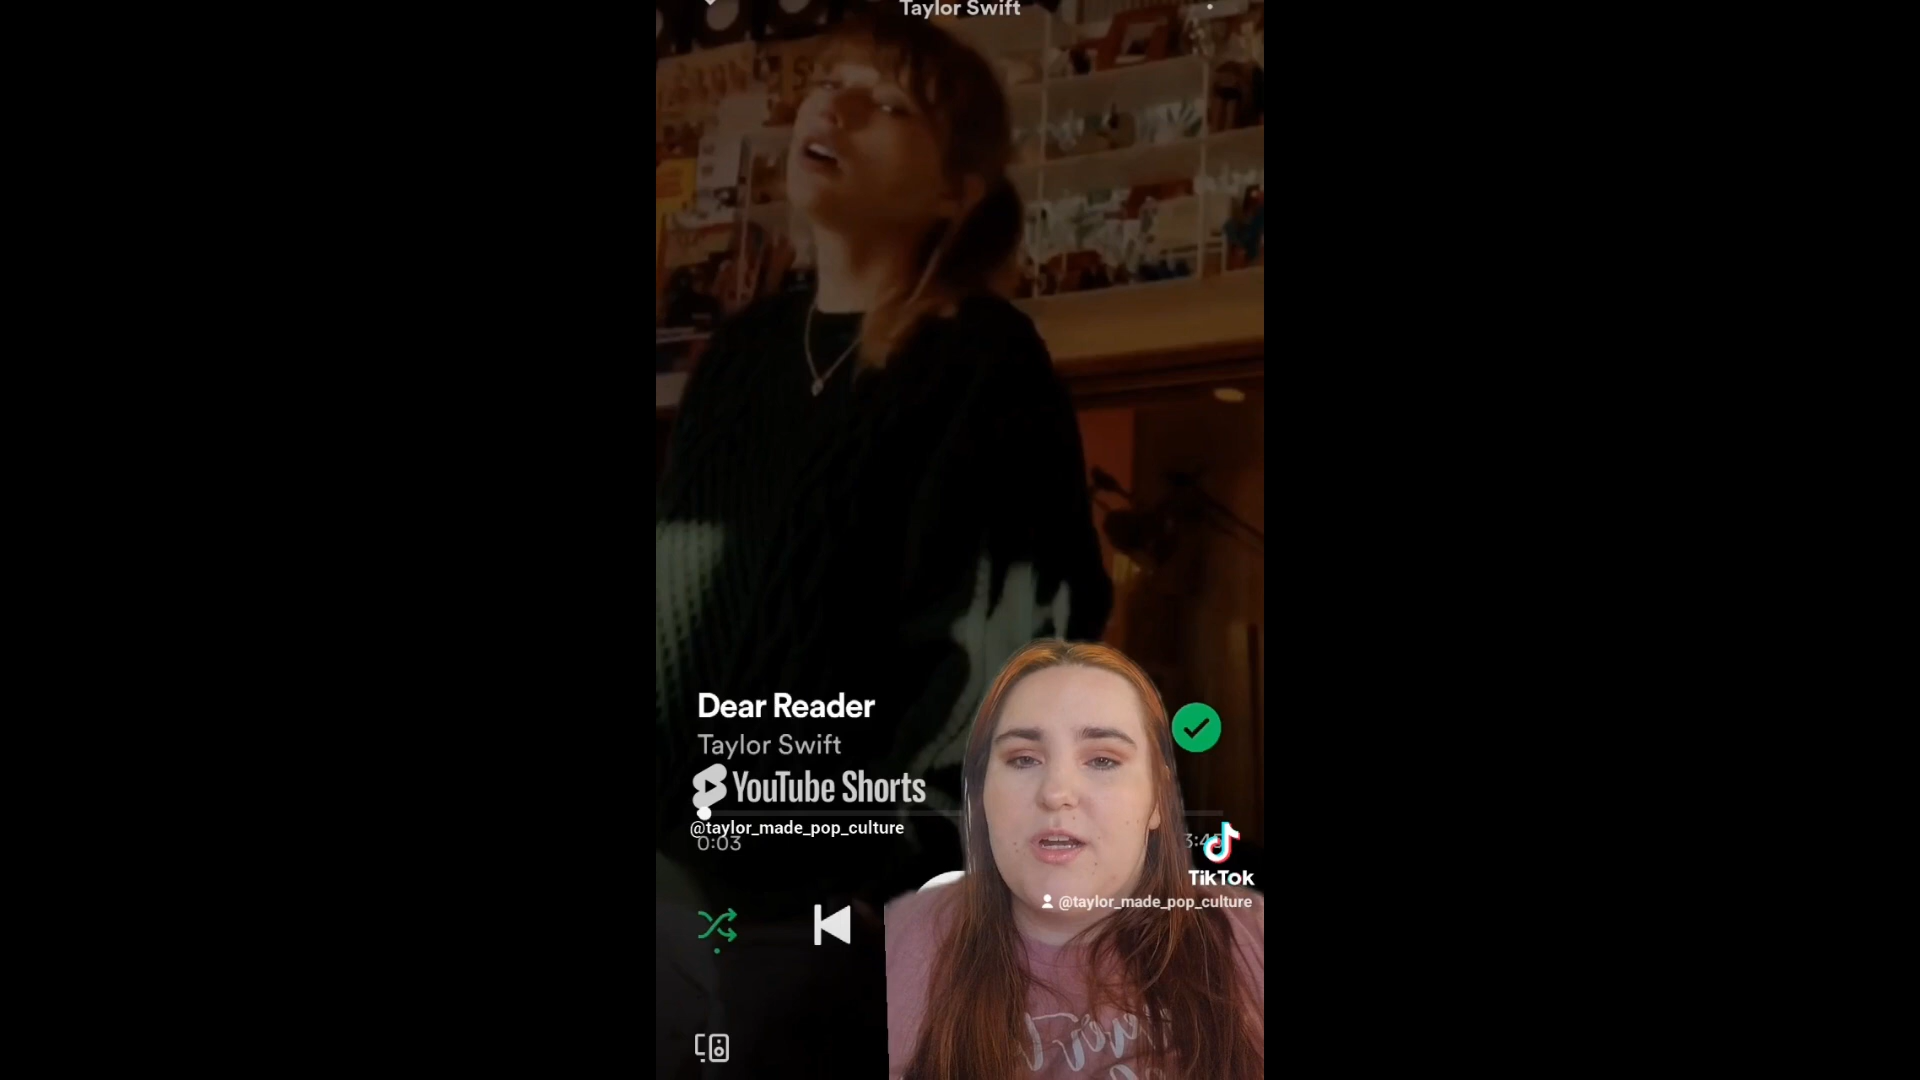 Taylor Swift
Dear Reader
Taylor Swift
YouTube Shorts
@taylor_made_pop_culture
0:03
TikTok
@taylor_made_pop_culture